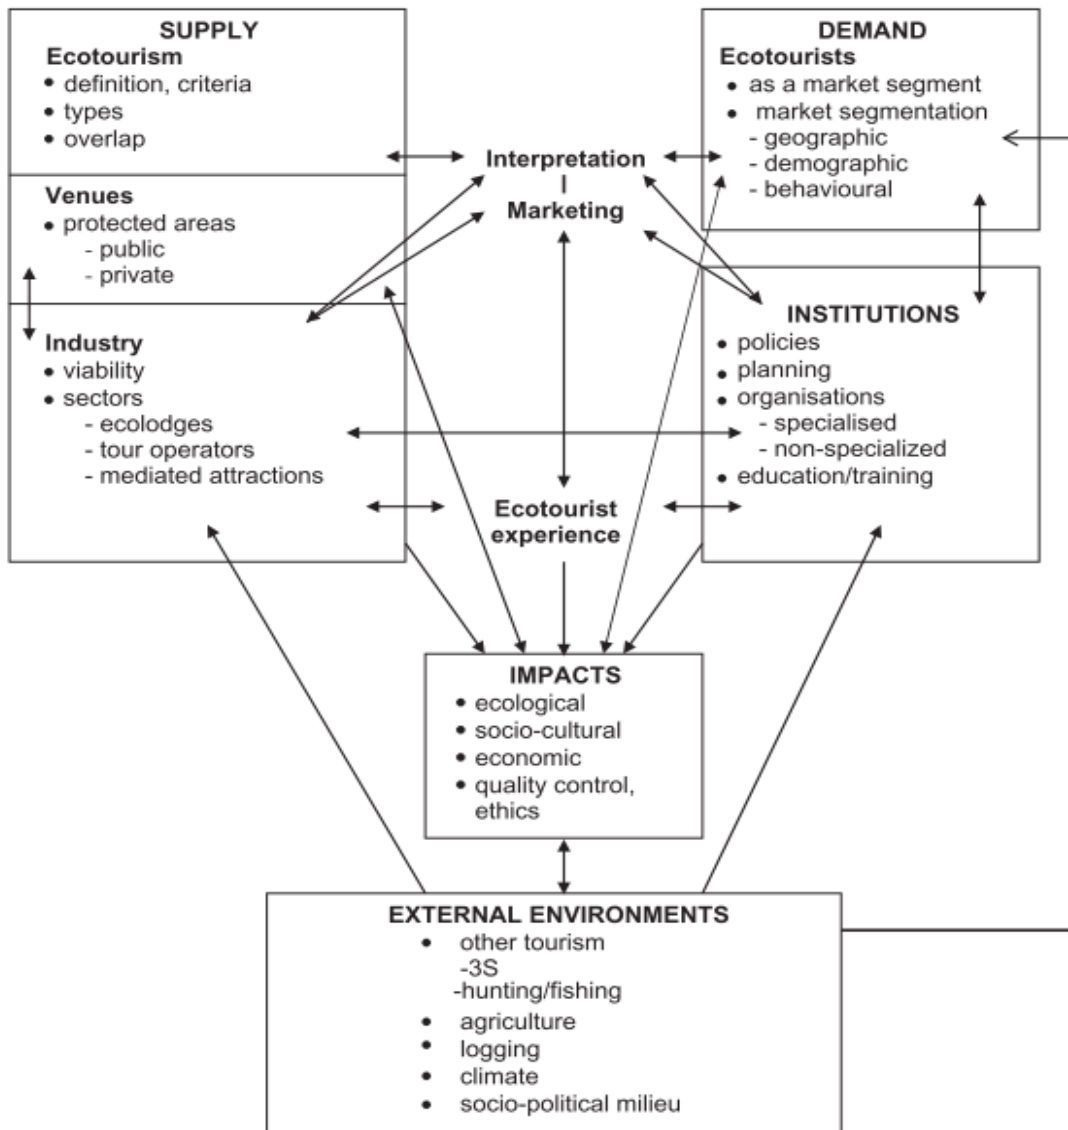 SUPPLY
Ecotourism
• definition, criteria
• types
• overlap
Venues
• protected areas
- public
- private
Industry
• viability
• sectors
- ecolodges
- tour operators
- mediated attractions
Interpretation
Marketing
Ecotourist
experience
DEMAND
Ecotourists
• as a market segment
• market segmentation
- geographic
- demographic
- behavioural
INSTITUTIONS
• policies
• planning
• organisations
- specialised
- non-specialized
• education/training
IMPACTS
• ecological
• socio-cultural
• economic
• quality control,
ethics
EXTERNAL ENVIRONMENTS
• other tourism
-3S
-hunting/fishing
• agriculture
• logging
• climate
• socio-political milieu